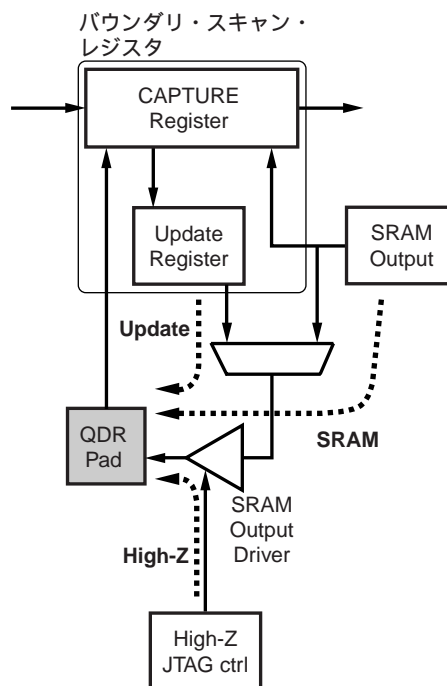 バウンダリ・スキャン・
レジスタ
CAPTURE
Register
Update
Register
SRAM
Output
Update
SRAM
QDR
Pad
SRAM
Output
Driver
High-Z
High-Z
JTAG ctrl